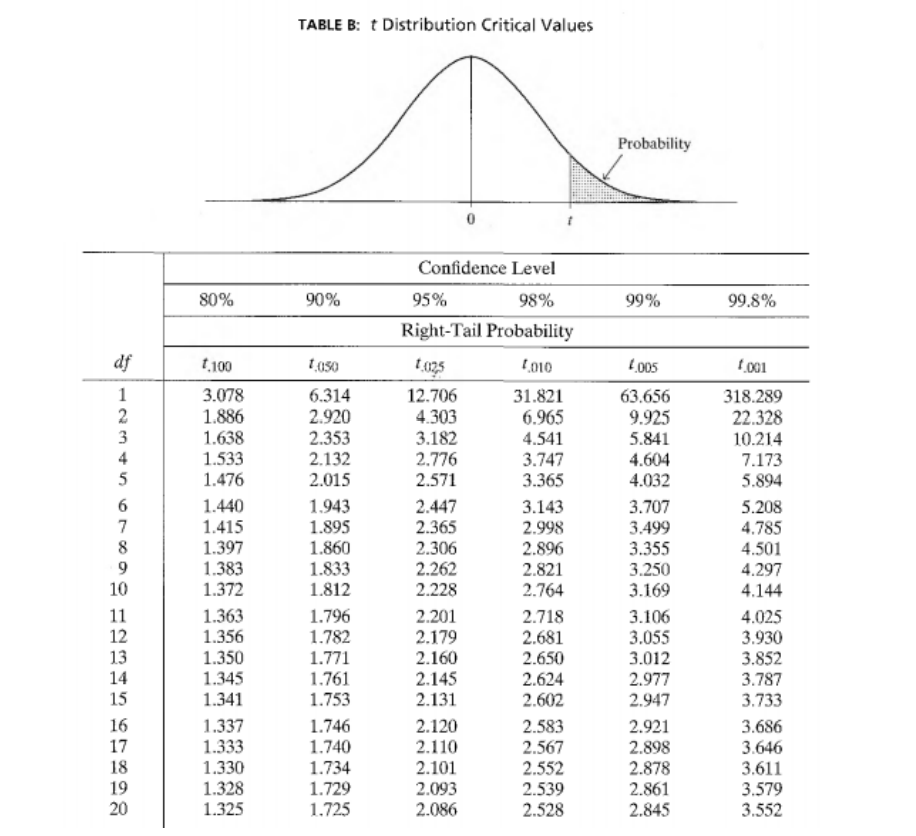 TABLE B: t Distribution Critical Values
Probability
0 t
Confidence Level
80% 90% 95% 98% 99% 99.8%
Right-Tail Probability
df t.100 t.050 t.025 t.010 t.005 t.001
1 3.078 6.314 12.706 31.821 63.656 318.289
2 1.886 2.920 4.303 6.965 9.925 22.328
3 1.638 2.353 3.182 4.541 5.841 10.214
4 1.533 2.132 2.776 3.747 4.604 7.173
5 1.476 2.015 2.571 3.365 4.032 5.894
6 1.440 1.943 2.447 3.143 3.707 5.208
7 1.415 1.895 2.365 2.998 3.499 4.785
8 1.397 1.860 2.306 2.896 3.355 4.501
9 1.383 1.833 2.262 2.821 3.250 4.297
10 1.372 1.812 2.228 2.764 3.169 4.144
11 1.363 1.796 2.201 2.718 3.106 4.025
12 1.356 1.782 2.179 2.681 3.055 3.930
13 1.350 1.771 2.160 2.650 3.012 3.852
14 1.345 1.761 2.145 2.624 2.977 3.787
15 1.341 1.753 2.131 2.602 2.947 3.733
16 1.337 1.746 2.120 2.583 2.921 3.686
17 1.333 1.740 2.110 2.567 2.898 3.646
18 1.330 1.734 2.101 2.552 2.878 3.611
19 1.328 1.729 2.093 2.539 2.861 3.579
20 1.325 1.725 2.086 2.528 2.845 3.552